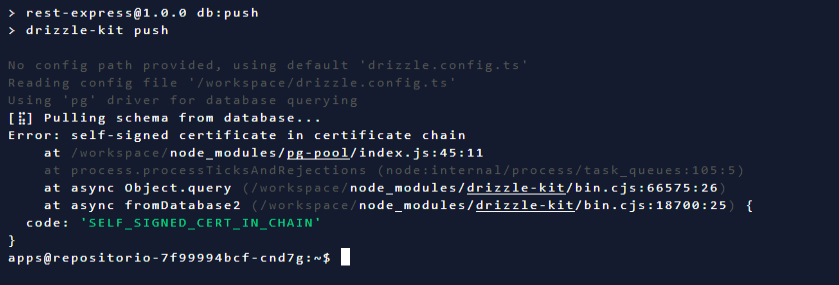 > rest-express@1.0.0 db:push
> drizzle-kit push
No config path provided, using default 'drizzle.config.ts'
Reading config file '/workspace/drizzle.config.ts'
Using 'pg' driver for database querying
[⣯] Pulling schema from database...
Error: self-signed certificate in certificate chain
    at /workspace/node_modules/pg-pool/index.js:45:11
    at process.processTicksAndRejections (node:internal/process/task_queues:105:5)
    at async Object.query (/workspace/node_modules/drizzle-kit/bin.cjs:66575:26)
    at async fromDatabase2 (/workspace/node_modules/drizzle-kit/bin.cjs:18700:25) {
  code: 'SELF_SIGNED_CERT_IN_CHAIN'
}
apps@repositorio-7f99994bcf-cnd7g:~$